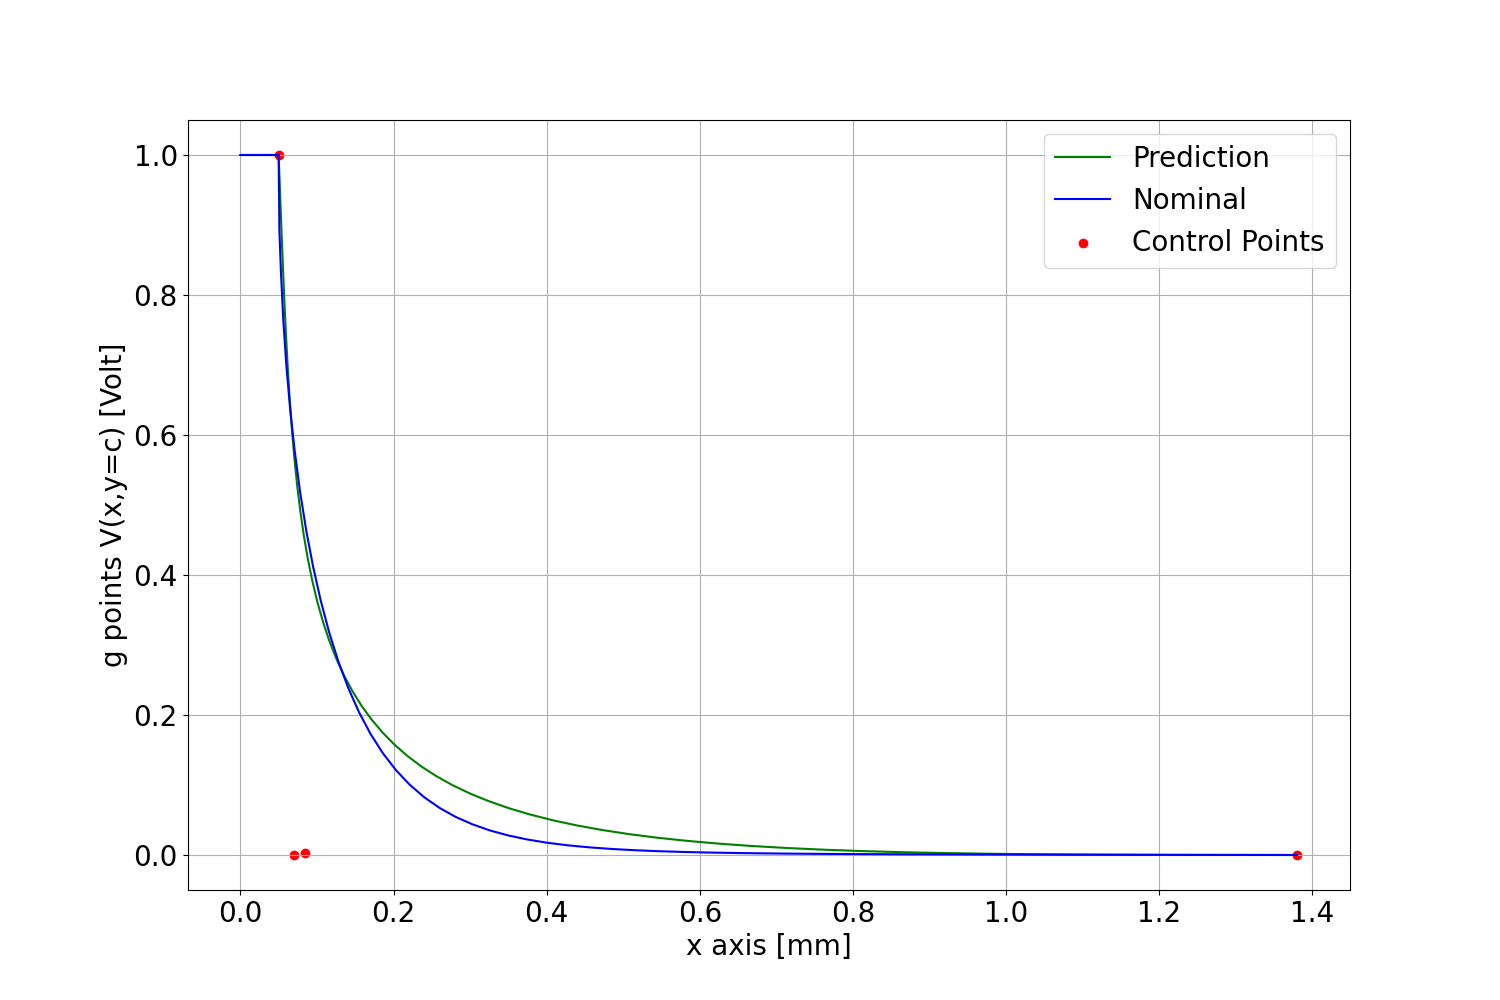 Prediction
Nominal
Control Points
g points V(x,y=c) [Volt]
1.0
0.8
0.6
0.4
0.2
0.0
0.0 0.2 0.4 0.6 0.8 1.0 1.2 1.4
x axis [mm]